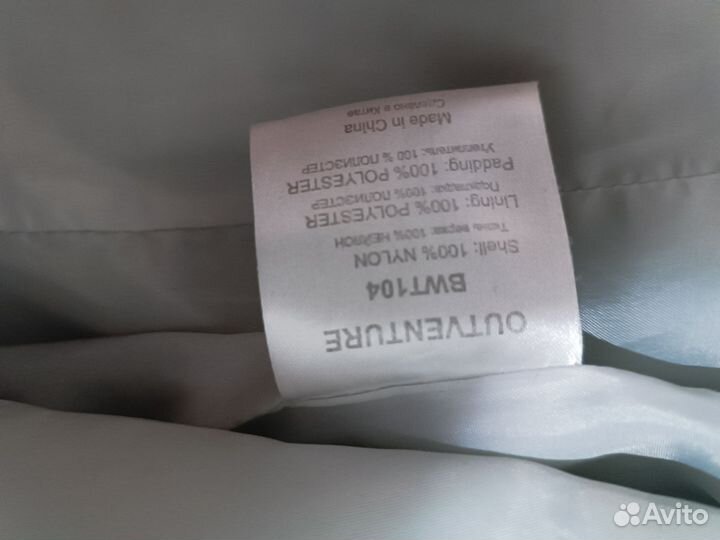 OUTVENTURE
BWT104
Shell: 100% NYLON
Ткань верха: 100% НЕЙЛОН
Lining: 100% POLYESTER
Подкладка: 100% ПОЛИЭСТЕР
Padding: 100% POLYESTER
Утеплитель: 100 % ПОЛИЭСТЕР
Made in China
Сделано в Китае
Avito